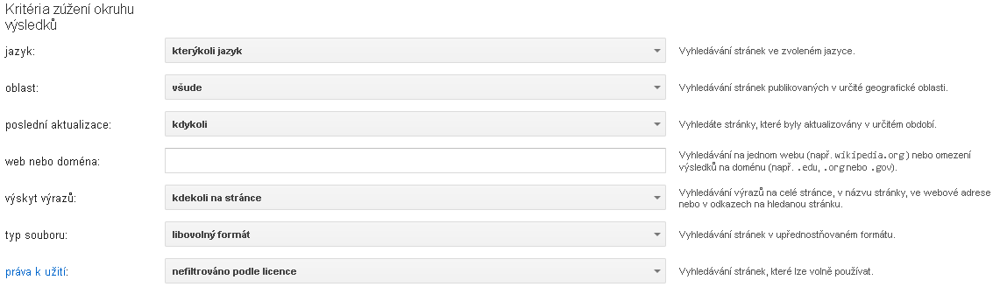 Kritéria zúžení okruhu
výsledků
jazyk:
kterýkoli jazyk
Vyhledávání stránek ve zvoleném jazyce.
oblast:
všude
Vyhledávání stránek publikovaných v určité geografické oblasti.
poslední aktualizace:
kdykoli
Vyhledáte stránky, které byly aktualizovány v určitém období.
web nebo doména:
Vyhledávání na jednom webu (např. wikipedia.org) nebo omezení
výsledků na doménu (např. .edu, .org nebo .gov).
výskyt výrazů:
kdekoli na stránce
Vyhledávání výrazů na celé stránce, v názvu stránky, ve webové adrese
nebo v odkazech na hledanou stránku.
typ souboru:
libovolný formát
Vyhledávání stránek v upřednostňovaném formátu.
práva k užití:
nefiltrováno podle licence
Vyhledávání stránek, které lze volně používat.